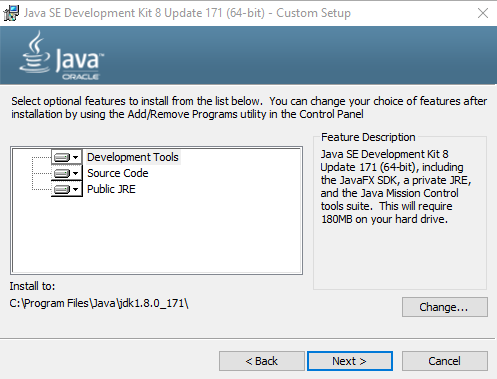 Java SE Development Kit 8 Update 171 (64-bit) - Custom Setup
Java
ORACLE
Select optional features to install from the list below. You can change your choice of features after
installation by using the Add/Remove Programs utility in the Control Panel
Development Tools
Source Code
Public JRE
Feature Description
Java SE Development Kit 8
Update 171 (64-bit), including
the JavaFX SDK, a private JRE,
and the Java Mission Control
tools suite. This will require
180MB on your hard drive.
Install to:
C:\Program Files\Java\jdk1.8.0_171\
Change...
< Back
Next >
Cancel